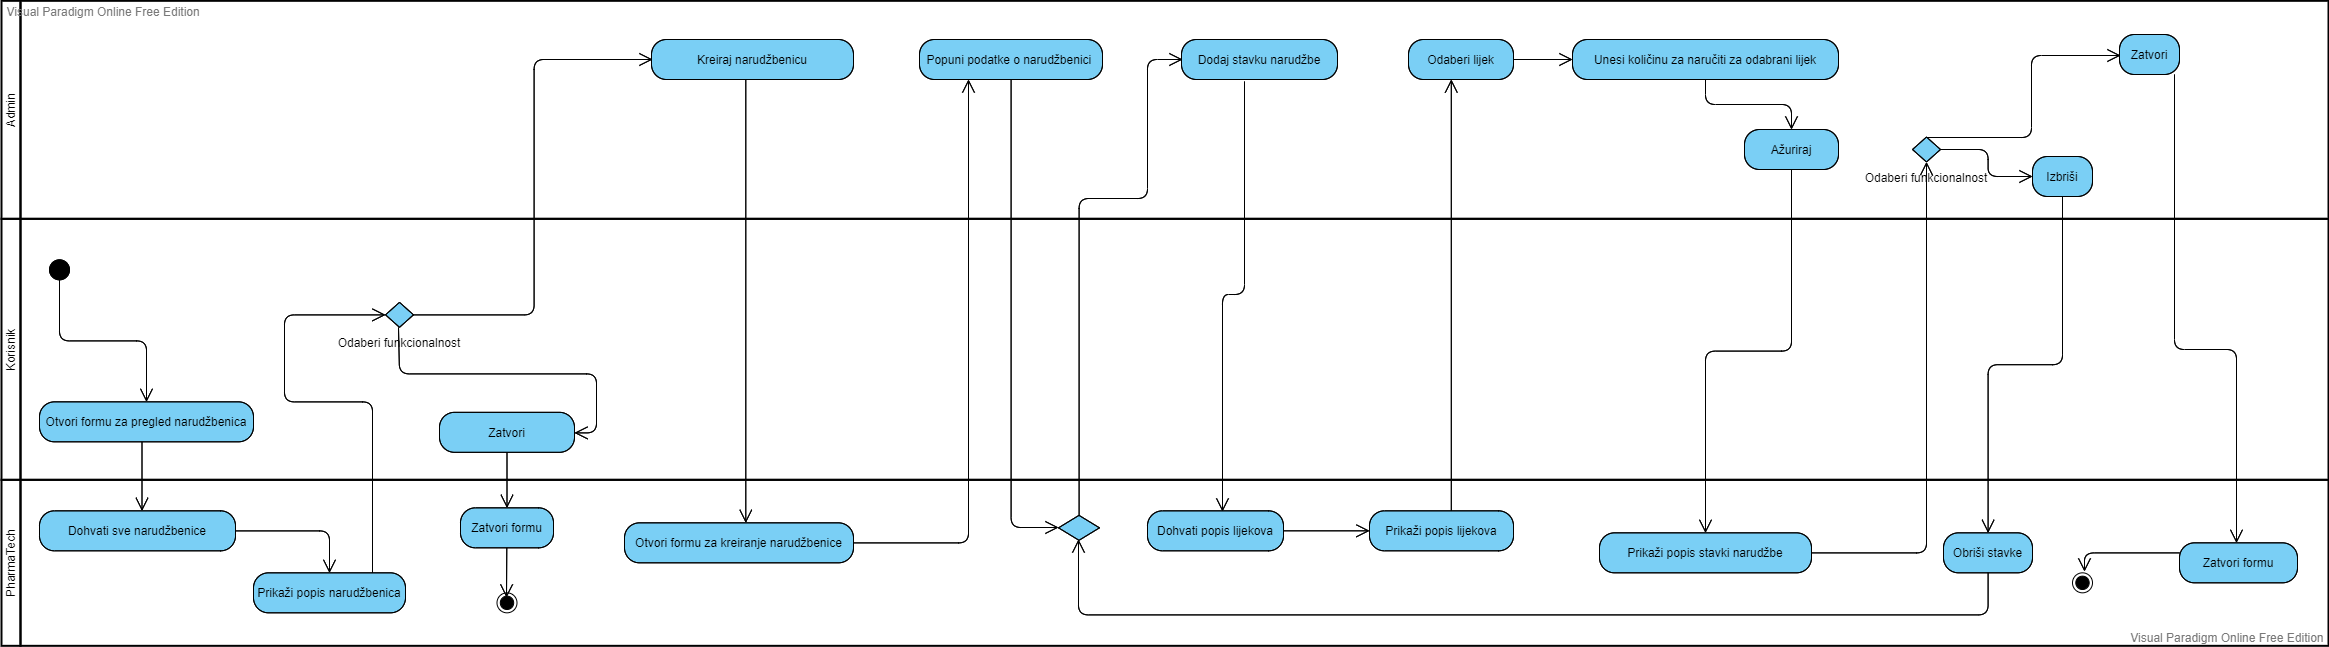 Visual Paradigm Online Free Edition
Admin
Kreiraj narudžbenicu
Popuni podatke o narudžbenici
Dodaj stavku narudžbe
Odaberi lijek
Unesi količinu za naručiti za odabrani lijek
Zatvori
Ažuriraj
Odaberi funkcionalnost
Izbriši
Korisnik
Odaberi funkcionalnost
Otvori formu za pregled narudžbenica
Zatvori
PharmaTech
Dohvati sve narudžbenice
Prikaži popis narudžbenica
Zatvori formu
Otvori formu za kreiranje narudžbenice
Dohvati popis lijekova
Prikaži popis lijekova
Prikaži popis stavki narudžbe
Obriši stavke
Zatvori formu
Visual Paradigm Online Free Edition